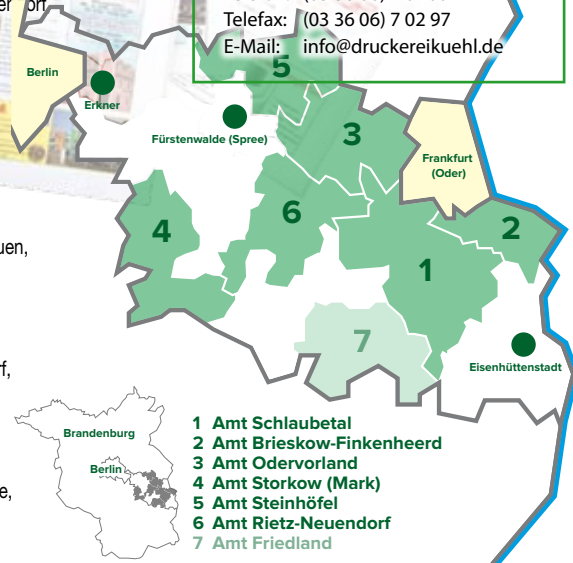 Telefax: (03 36 06) 7 02 97
E-Mail: info@druckereikuehl.de
5
Berlin
Erkner
Fürstenwalde (Spree)
3
Frankfurt
(Oder)
4
6
2
1
7
Eisenhüttenstadt
Brandenburg
Berlin
1 Amt Schlaubetal
2 Amt Brieskow-Finkenheerd
3 Amt Odervorland
4 Amt Storkow (Mark)
5 Amt Steinhöfel
6 Amt Rietz-Neuendorf
7 Amt Friedland